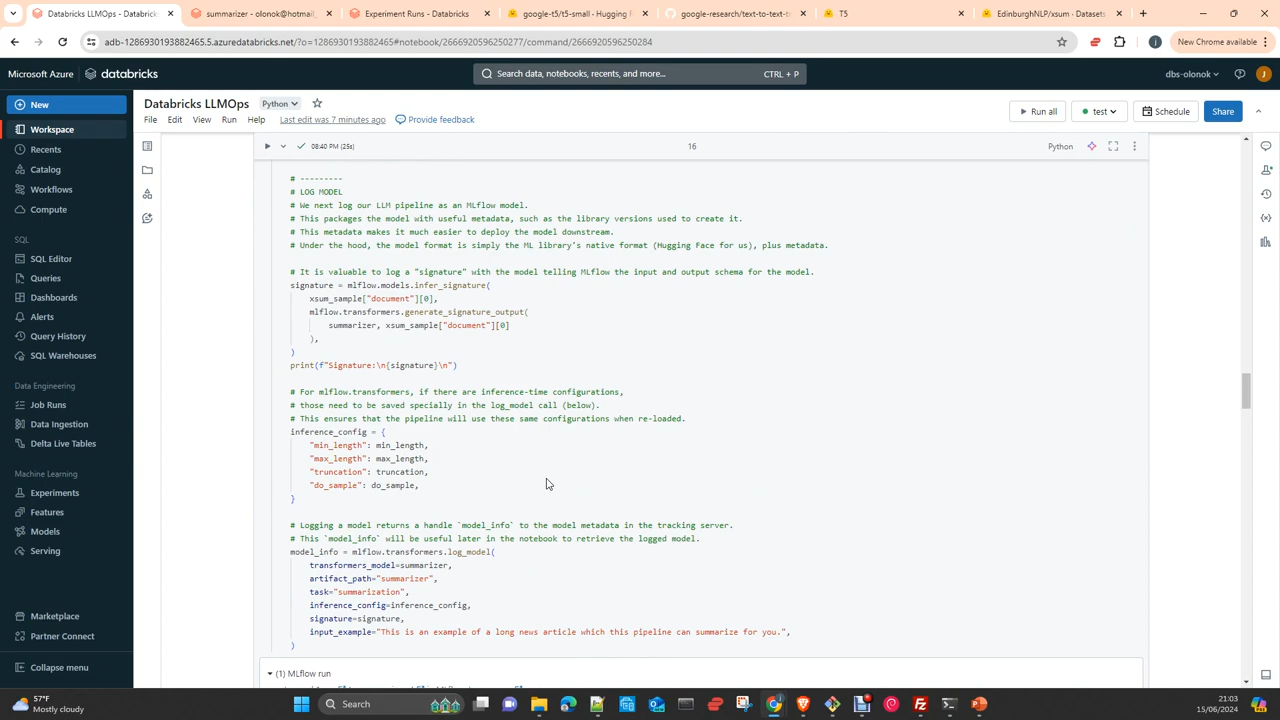 Databricks LLMOps - Databricks
summarizer - olonok@hotmail_
Experiment Runs - Databricks
google-t5/t5-small · Hugging F
google-research/text-to-text-t
T5
EdinburghNLP/xsum · Datasets
adb-1286930193882465.5.azuredatabricks.net/?o=1286930193882465#notebook/2666920596250277/command/2666920596250284
New Chrome available
Microsoft Azure
databricks
Search data, notebooks, recents, and more...
CTRL + P
dbs-olonok
J
New
Workspace
Recents
Catalog
Workflows
Compute
SQL
SQL Editor
Queries
Dashboards
Alerts
Query History
SQL Warehouses
Data Engineering
Job Runs
Data Ingestion
Delta Live Tables
Machine Learning
Experiments
Features
Models
Serving
Marketplace
Partner Connect
Collapse menu
Databricks LLMOps
Python
File Edit View Run Help Last edit was 7 minutes ago Provide feedback
Run all
test
Schedule
Share
08:40 PM (25s)
16
Python
# ---------
# LOG MODEL
# We next log our LLM pipeline as an MLflow model.
# This packages the model with useful metadata, such as the library versions used to create it.
# This metadata makes it much easier to deploy the model downstream.
# Under the hood, the model format is simply the ML library's native format (Hugging Face for us), plus metadata.
# It is valuable to log a "signature" with the model telling MLflow the input and output schema for the model.
signature = mlflow.models.infer_signature(
xsum_sample["document"][0],
mlflow.transformers.generate_signature_output(
summarizer, xsum_sample["document"][0]
),
)
print(f"Signature:\n{signature}\n")
# For mlflow.transformers, if there are inference-time configurations,
# those need to be saved specially in the log_model call (below).
# This ensures that the pipeline will use these same configurations when re-loaded.
inference_config = {
"min_length": min_length,
"max_length": max_length,
"truncation": truncation,
"do_sample": do_sample,
}
# Logging a model returns a handle `model_info` to the model metadata in the tracking server.
# This `model_info` will be useful later in the notebook to retrieve the logged model.
model_info = mlflow.transformers.log_model(
transformers_model=summarizer,
artifact_path="summarizer",
task="summarization",
inference_config=inference_config,
signature=signature,
input_example="This is an example of a long news article which this pipeline can summarize for you.",
)
(1) MLflow run
57°F
Mostly cloudy
Search
21:03
15/06/2024